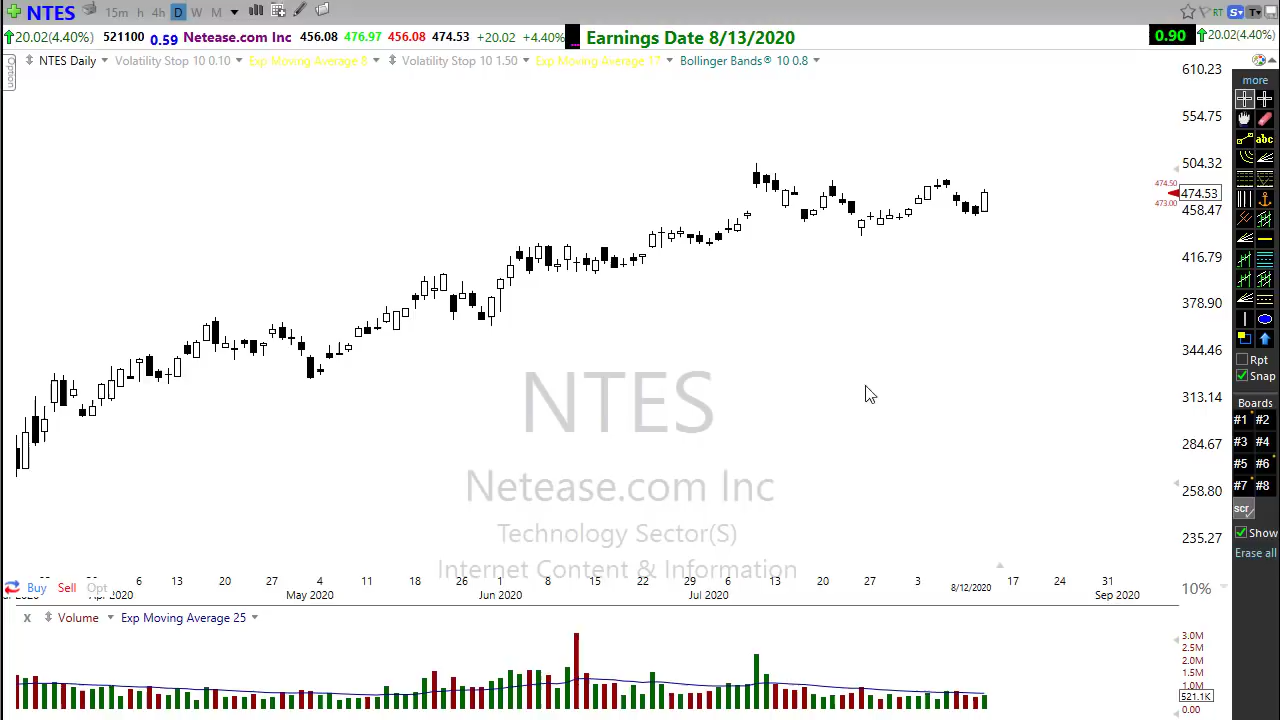 NTES 15m h 4h D W M RT S T
20.02(4.40%) 521100 0.59 Netease.com Inc 456.08 476.97 456.08 474.53 +20.02 +4.40% Earnings Date 8/13/2020 0.90 20.02(4.40%)
Option
NTES Daily Volatility Stop 10 0.10 Exp Moving Average 8 Volatility Stop 10 1.50 Exp Moving Average 17 Bollinger Bands® 10 0.8
610.23
554.75
504.32
474.50
474.53
473.00
458.47
416.79
378.90
344.46
313.14
284.67
258.80
235.27
10%
NTES
Netease.com Inc
Technology Sector(S)
Internet Content & Information
6 13 20 27 4 11 18 26 1 8 15 22 29 6 13 20 27 3 8/12/2020 17 24 31
Apr 2020 May 2020 Jun 2020 Jul 2020 Sep 2020
Buy Sell Opt
x Volume Exp Moving Average 25
3.0M
2.5M
2.0M
1.5M
1.0M
521.1K
0.00
more
abc
Rpt
Snap
Boards
#1 #2
#3 #4
#5 #6
#7 #8
scr
Show
Erase all